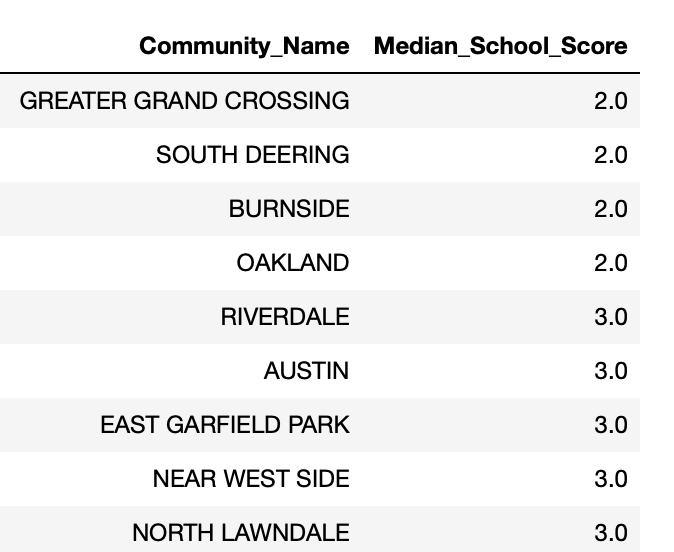 Community_Name Median_School_Score
GREATER GRAND CROSSING 2.0
SOUTH DEERING 2.0
BURNSIDE 2.0
OAKLAND 2.0
RIVERDALE 3.0
AUSTIN 3.0
EAST GARFIELD PARK 3.0
NEAR WEST SIDE 3.0
NORTH LAWNDALE 3.0